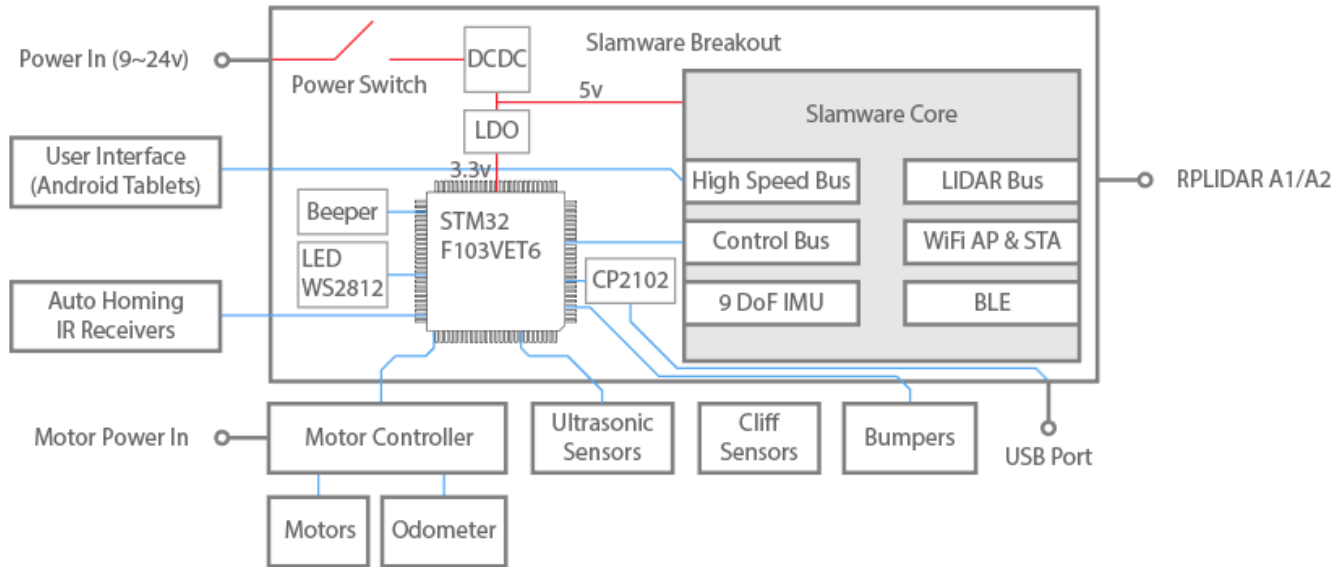 Power In (9~24v)
Power Switch
DCDC
Slamware Breakout
5v
LDO
3.3v
Slamware Core
User Interface
(Android Tablets)
High Speed Bus
LIDAR Bus
RPLIDAR A1/A2
Beeper
STM32
F103VET6
Control Bus
WiFi AP & STA
LED
WS2812
CP2102
9 DoF IMU
BLE
Auto Homing
IR Receivers
Motor Power In
Motor Controller
Ultrasonic
Sensors
Cliff
Sensors
Bumpers
USB Port
Motors
Odometer